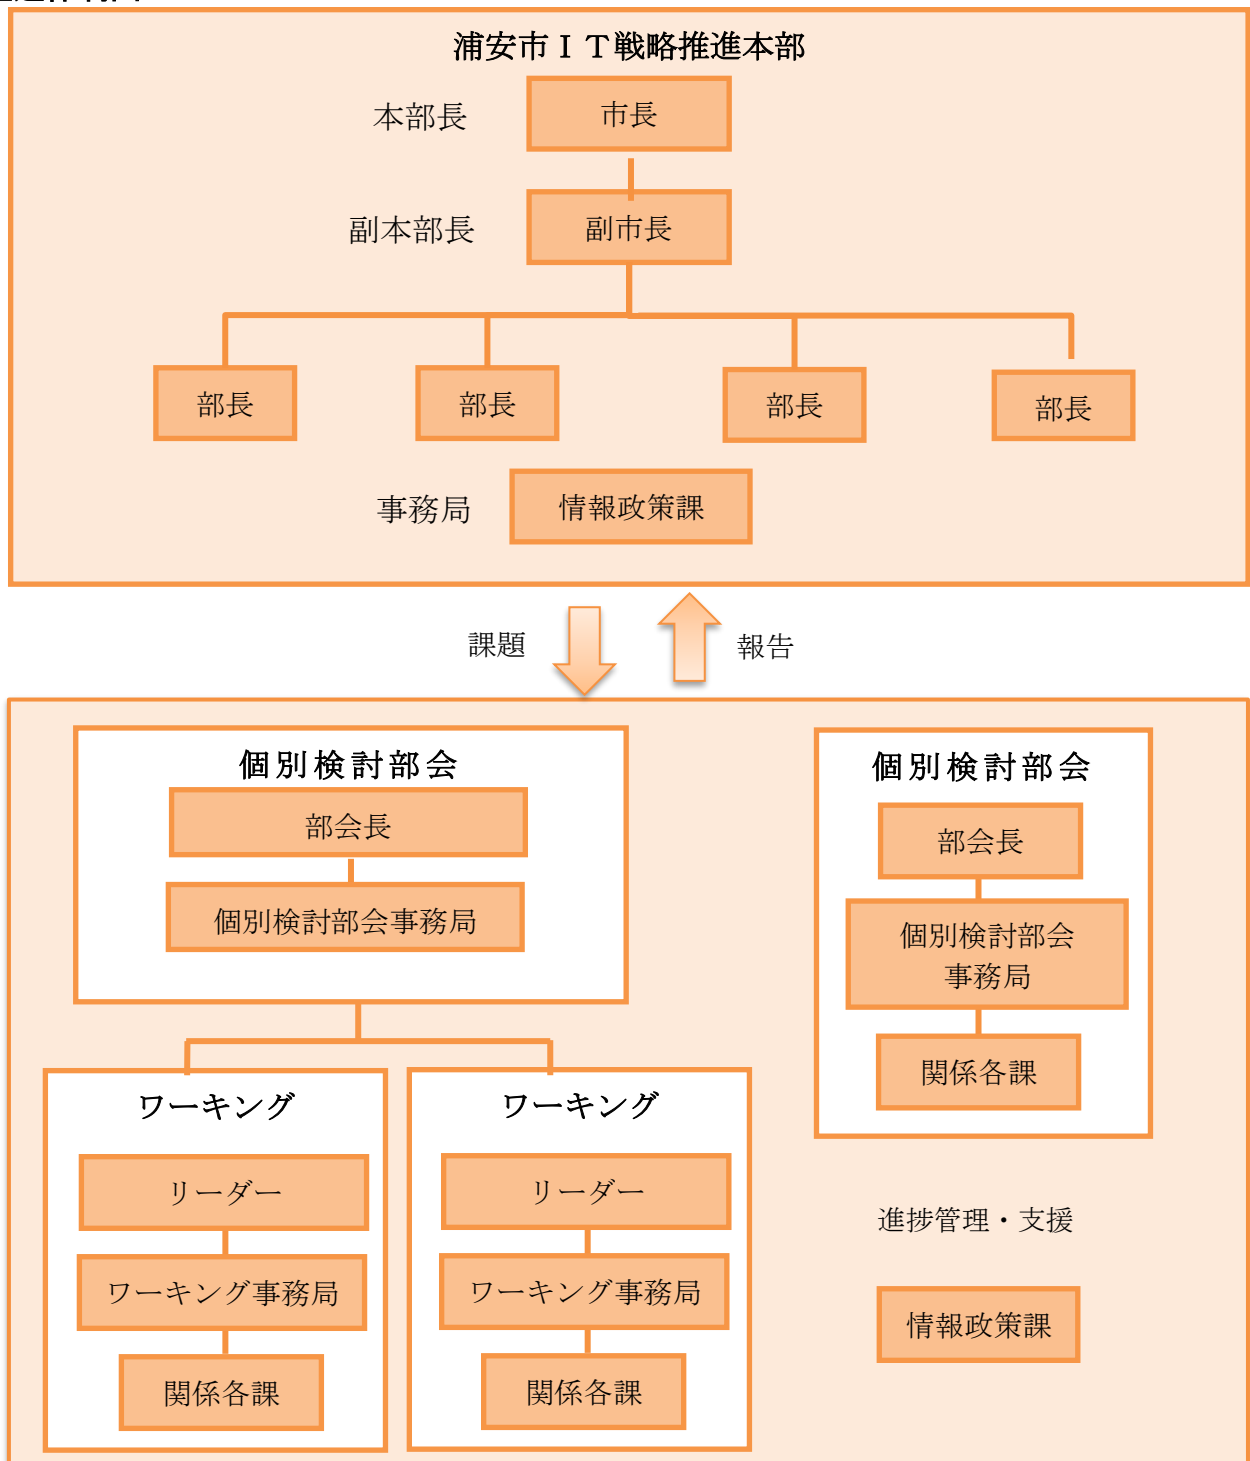 浦安市ＩＴ戦略推進本部
本部長
市長
副本部長
副市長
部長
部長
部長
部長
事務局
情報政策課
課題
報告
個別検討部会
部会長
個別検討部会事務局
個別検討部会
部会長
個別検討部会
事務局
関係各課
ワーキング
リーダー
ワーキング事務局
関係各課
ワーキング
リーダー
ワーキング事務局
関係各課
進捗管理・支援
情報政策課